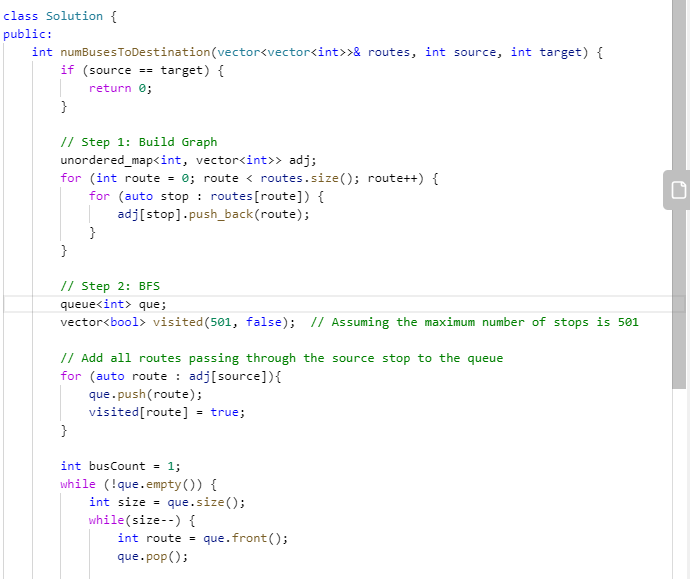 class Solution {
public:
    int numBusesToDestination(vector<vector<int>>& routes, int source, int target) {
        if (source == target) {
            return 0;
        }

        // Step 1: Build Graph
        unordered_map<int, vector<int>> adj;
        for (int route = 0; route < routes.size(); route++) {
            for (auto stop : routes[route]) {
                adj[stop].push_back(route);
            }
        }

        // Step 2: BFS
        queue<int> que;
        vector<bool> visited(501, false);  // Assuming the maximum number of stops is 501

        // Add all routes passing through the source stop to the queue
        for (auto route : adj[source]){
            que.push(route);
            visited[route] = true;
        }

        int busCount = 1;
        while (!que.empty()) {
            int size = que.size();
            while(size--) {
                int route = que.front();
                que.pop();